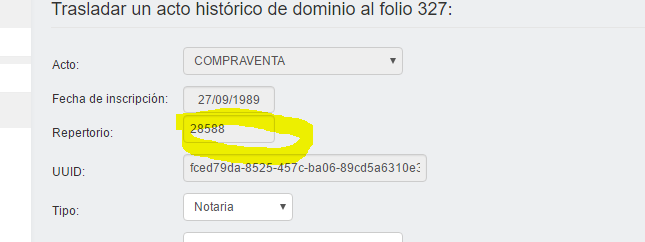 Trasladar un acto histórico de dominio al folio 327:
Acto: COMPRAVENTA
Fecha de inscripción: 27/09/1989
Repertorio: 28588
UUID: fced79da-8525-457c-ba06-89cd5a6310e3
Tipo: Notaria